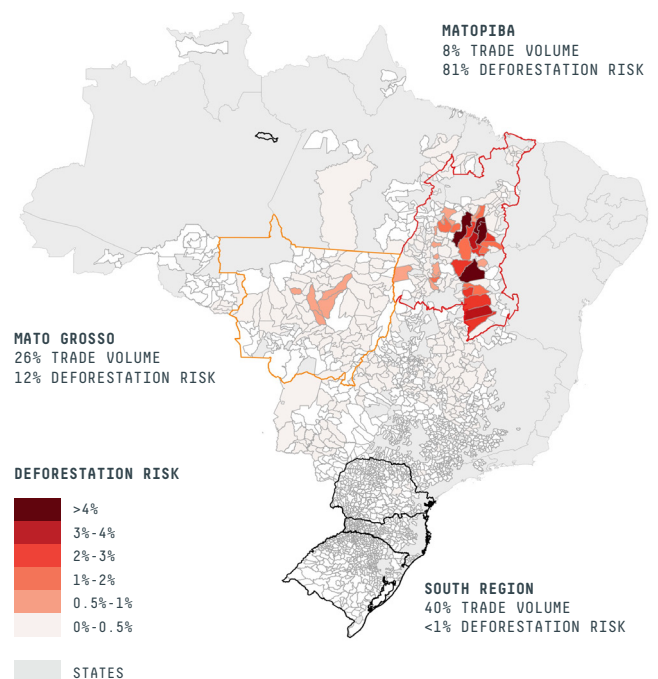 MATOPIBA
8% TRADE VOLUME
81% DEFORESTATION RISK
MATO GROSSO
26% TRADE VOLUME
12% DEFORESTATION RISK
DEFORESTATION RISK
>4%
3%-4%
2%-3%
1%-2%
0.5%-1%
0%-0.5%
STATES
SOUTH REGION
40% TRADE VOLUME
<1% DEFORESTATION RISK